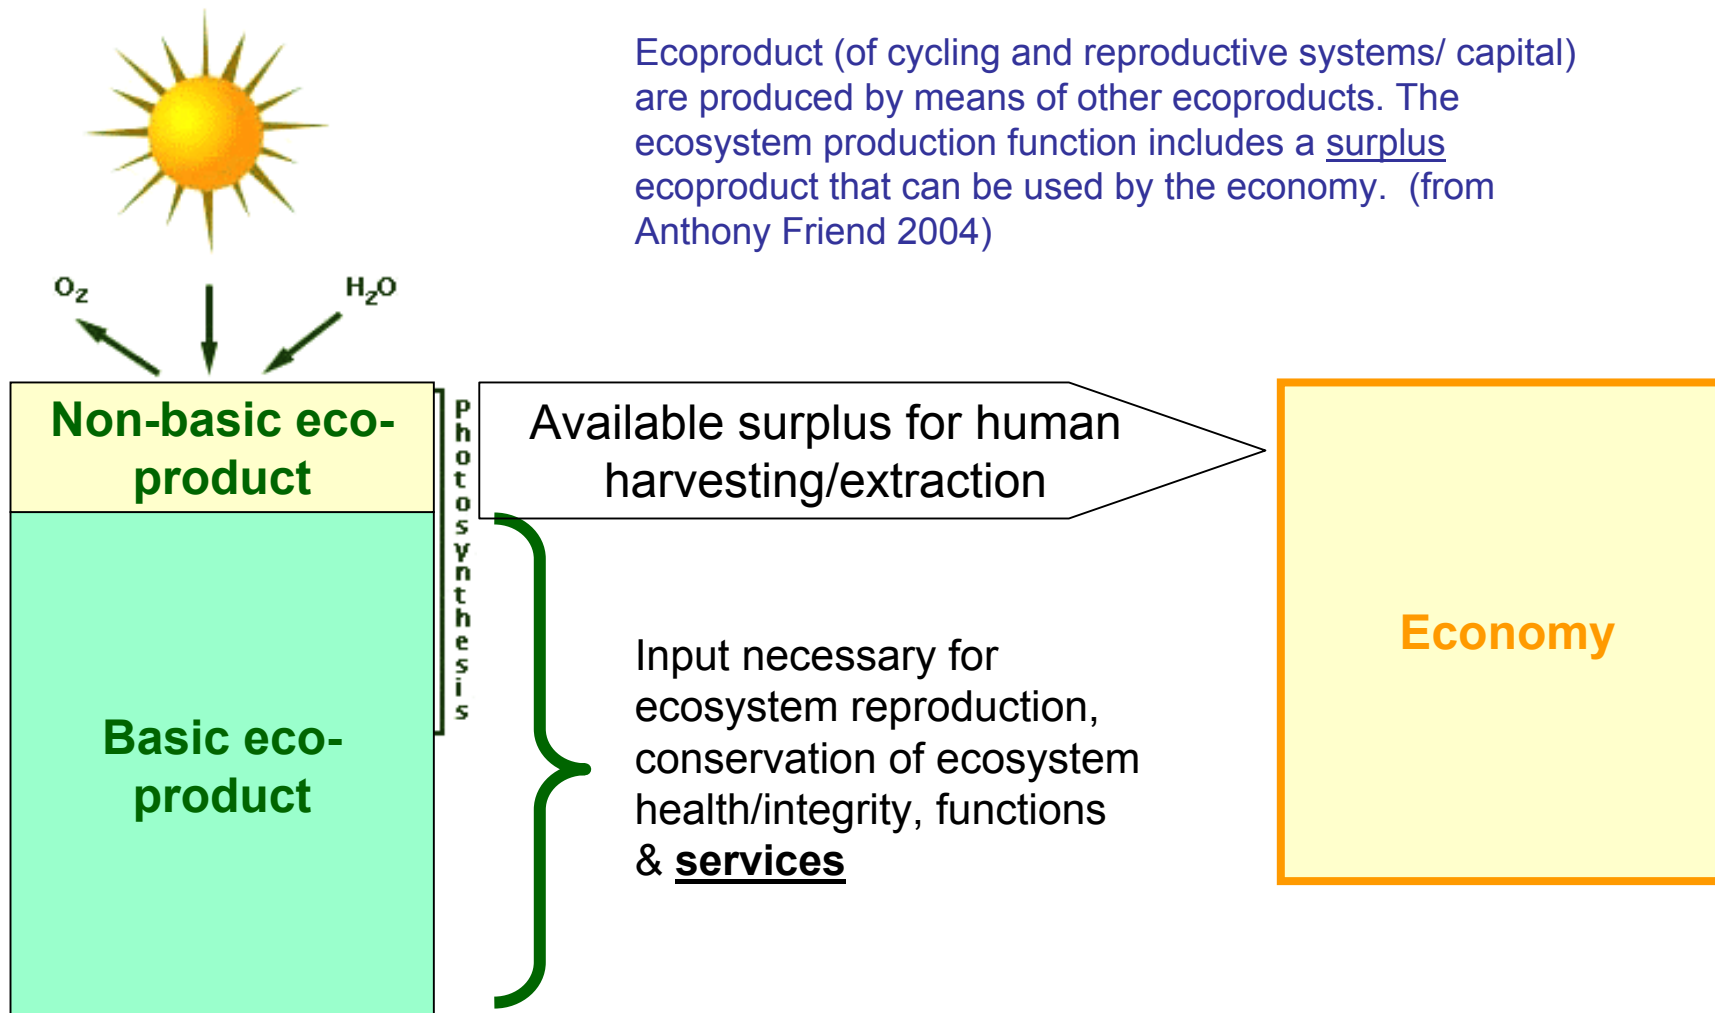 Ecoproduct (of cycling and reproductive systems/ capital)
are produced by means of other ecoproducts. The
ecosystem production function includes a surplus
ecoproduct that can be used by the economy.  (from
Anthony Friend 2004)
O2
H2O
Non-basic eco-
product
Photosynthesis
Available surplus for human
harvesting/extraction
Basic eco-
product
Input necessary for
ecosystem reproduction,
conservation of ecosystem
health/integrity, functions
& services
Economy